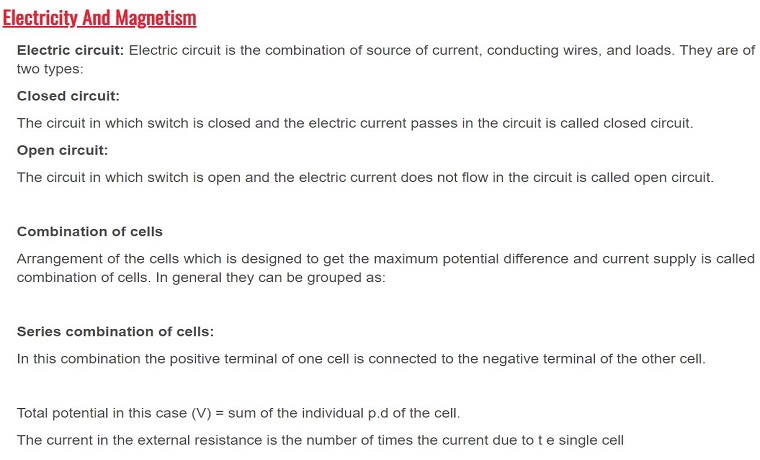 Electricity And Magnetism
Electric circuit: Electric circuit is the combination of source of current, conducting wires, and loads. They are of
two types:
Closed circuit:
The circuit in which switch is closed and the electric current passes in the circuit is called closed circuit.
Open circuit:
The circuit in which switch is open and the electric current does not flow in the circuit is called open circuit.
Combination of cells
Arrangement of the cells which is designed to get the maximum potential difference and current supply is called
combination of cells. In general they can be grouped as:
Series combination of cells:
In this combination the positive terminal of one cell is connected to the negative terminal of the other cell.
Total potential in this case (V) = sum of the individual p.d of the cell.
The current in the external resistance is the number of times the current due to t e single cell